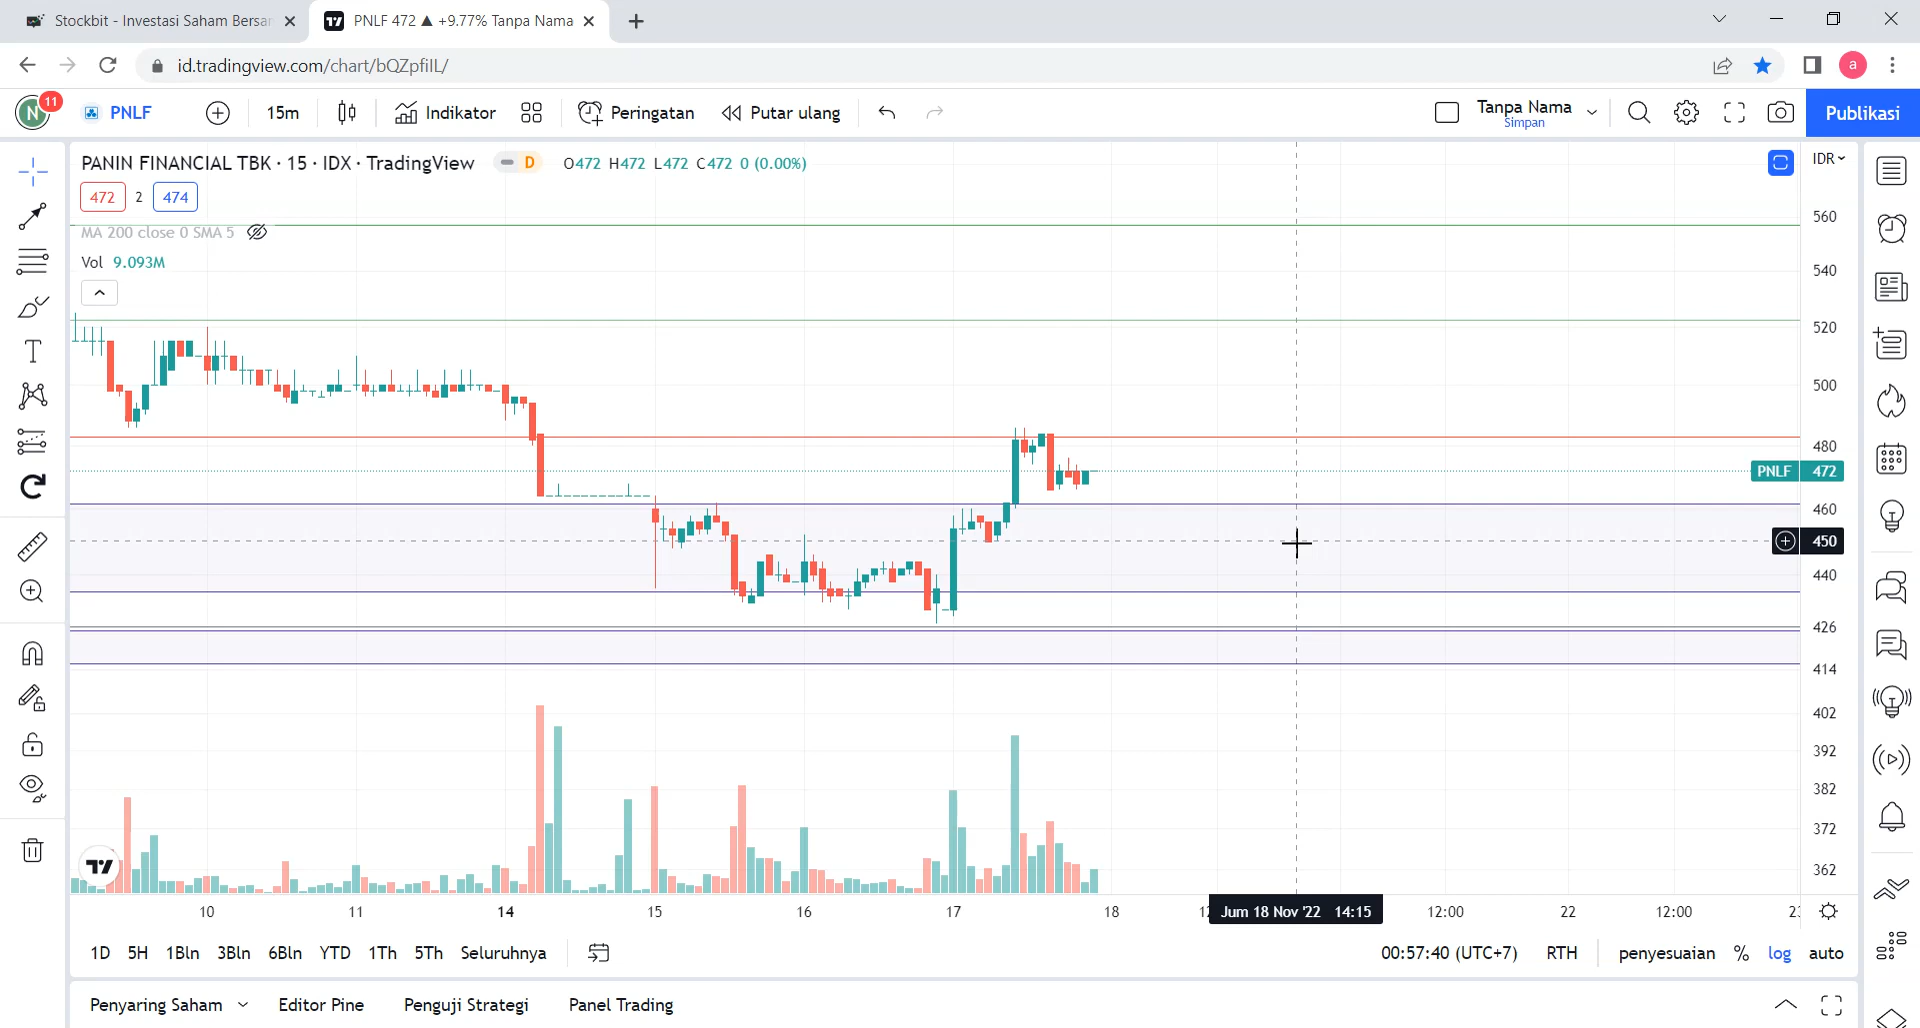 Stockbit - Investasi Saham Bersar
PNLF 472 ▲ +9.77% Tanpa Nama
id.tradingview.com/chart/bQZpfiIL/
a
N
11
PNLF
15m
Indikator
Peringatan
Putar ulang
Tanpa Nama
Simpan
Publikasi
PANIN FINANCIAL TBK · 15 · IDX · TradingView
D
O472 H472 L472 C472 0 (0.00%)
IDR
472
2
474
MA 200 close 0 SMA 5
Vol 9.093M
560
540
520
500
480
PNLF 472
460
450
440
426
414
402
392
382
372
362
10
11
14
15
16
17
18
Jum 18 Nov '22 14:15
12:00
22
12:00
1D
5H
1Bln
3Bln
6Bln
YTD
1Th
5Th
Seluruhnya
00:57:40 (UTC+7)
RTH
penyesuaian
%
log
auto
Penyaring Saham
Editor Pine
Penguji Strategi
Panel Trading